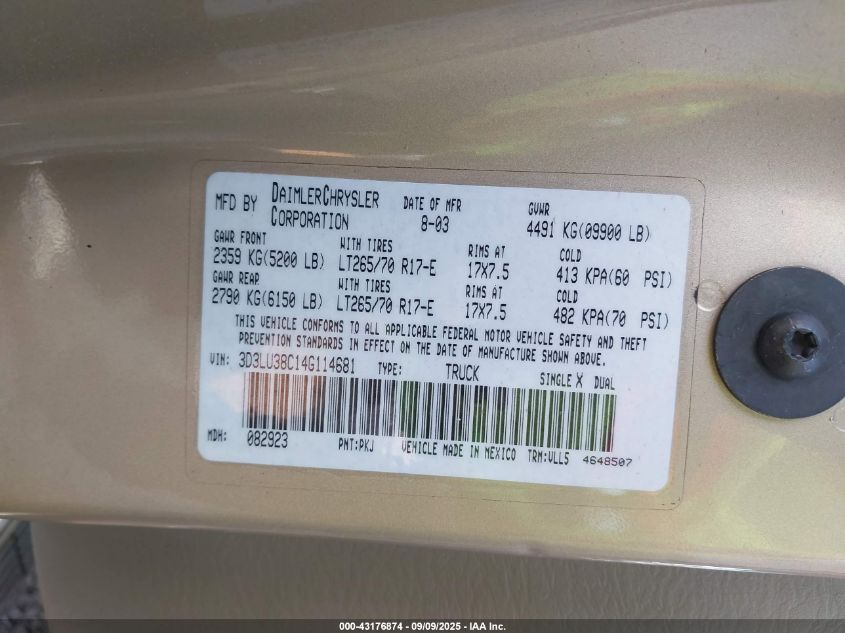 MFD BY DAIMLERCHRYSLER CORPORATION DATE OF MFR 8-03 GVWR 4491 KG(09900 LB)
GAWR FRONT WITH TIRES RIMS AT COLD
2359 KG(5200 LB) LT265/70 R17-E 17X7.5 413 KPA(60 PSI)
GAWR REAR WITH TIRES RIMS AT COLD
2790 KG(6150 LB) LT265/70 R17-E 17X7.5 482 KPA(70 PSI)
THIS VEHICLE CONFORMS TO ALL APPLICABLE FEDERAL MOTOR VEHICLE SAFETY AND THEFT
PREVENTION STANDARDS IN EFFECT ON THE DATE OF MANUFACTURE SHOWN ABOVE.
VIN: 3D3LU38C14G114681 TYPE: TRUCK SINGLE X DUAL
MDH: 082923 PNT:PKJ VEHICLE MADE IN MEXICO TRM:VLL5 4648507
000-43176874 / 09/09/2025 - IAA Inc.